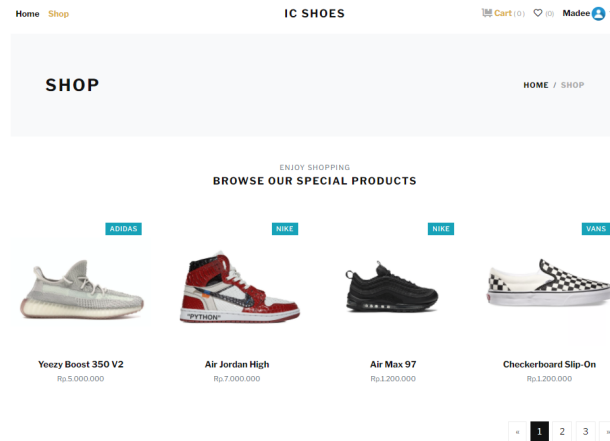 Home Shop IC SHOES Cart (0) (0) Madee
SHOP HOME / SHOP
ENJOY SHOPPING
BROWSE OUR SPECIAL PRODUCTS
ADIDAS NIKE NIKE VANS
"PYTHON"
Yeezy Boost 350 V2 Air Jordan High Air Max 97 Checkerboard Slip-On
Rp.5.000.000 Rp.7.000.000 Rp.1.200.000 Rp.1.200.000
« 1 2 3 »